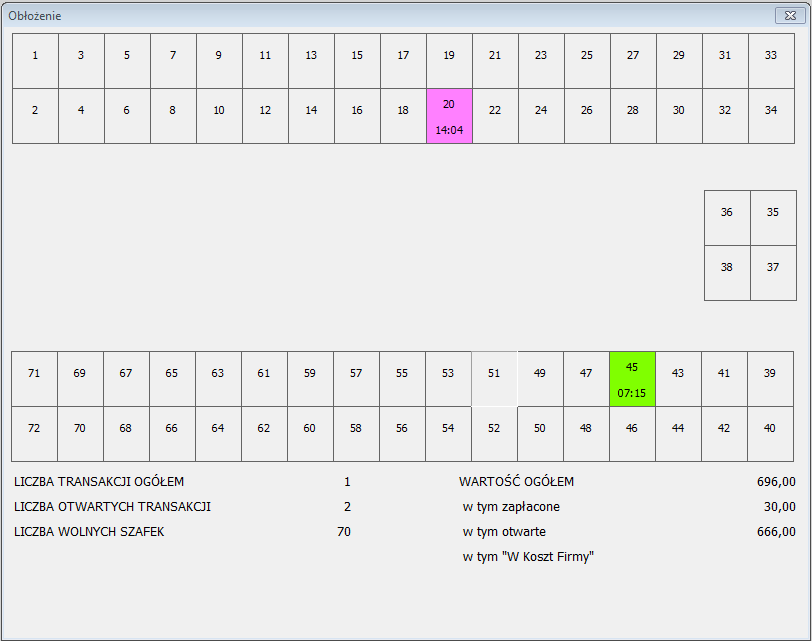 Obłożenie
1 3 5 7 9 11 13 15 17 19 21 23 25 27 29 31 33
2 4 6 8 10 12 14 16 18 20 22 24 26 28 30 32 34
14:04
36 35
38 37
71 69 67 65 63 61 59 57 55 53 51 49 47 45 43 41 39
07:15
72 70 68 66 64 62 60 58 56 54 52 50 48 46 44 42 40
LICZBA TRANSAKCJI OGÓŁEM 1 WARTOŚĆ OGÓŁEM 696,00
LICZBA OTWARTYCH TRANSAKCJI 2 w tym zapłacone 30,00
LICZBA WOLNYCH SZAFEK 70 w tym otwarte 666,00
w tym "W Koszt Firmy"